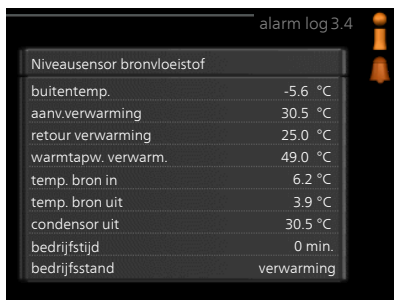 alarm log 3.4
Niveausensor bronvloeistof
buitentemp. -5.6 °C
aanv.verwarming 30.5 °C
retour verwarming 25.0 °C
warmtapw. verwarm. 49.0 °C
temp. bron in 6.2 °C
temp. bron uit 3.9 °C
condensor uit 30.5 °C
bedrijfstijd 0 min.
bedrijfsstand verwarming